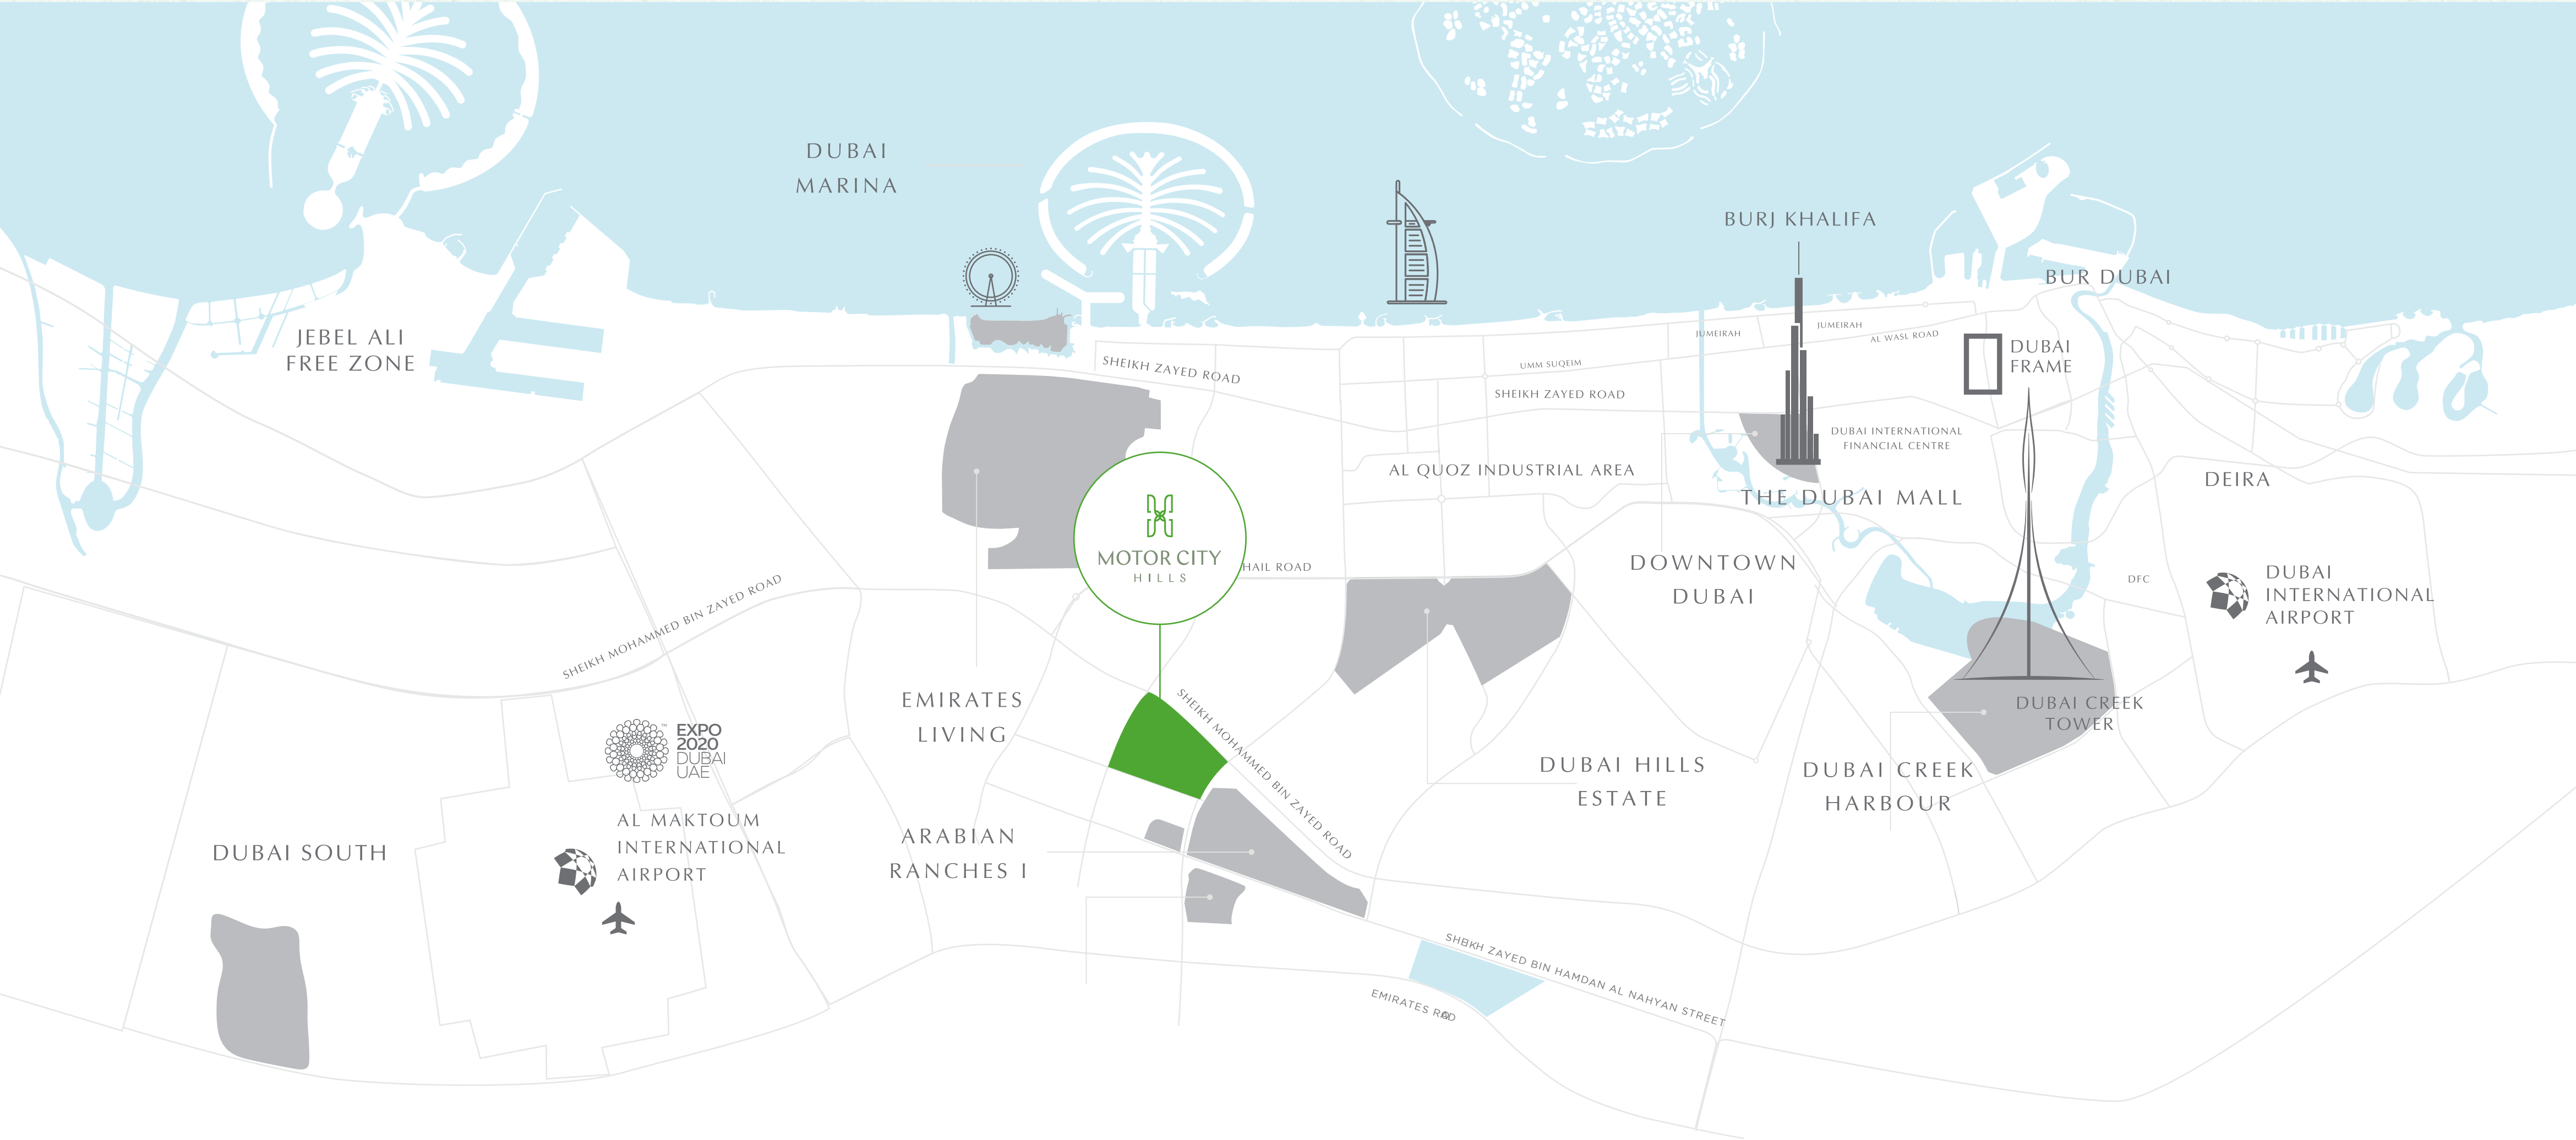 DUBAI
MARINA
BURJ KHALIFA
BUR DUBAI
JEBEL ALI
FREE ZONE
SHEIKH ZAYED ROAD
UMM SUQEIM
SHEIKH ZAYED ROAD
JUMEIRAH
JUMEIRAH
AL WASL ROAD
DUBAI
FRAME
DUBAI INTERNATIONAL
FINANCIAL CENTRE
AL QUOZ INDUSTRIAL AREA
THE DUBAI MALL
DEIRA
MOTOR CITY
HILLS
HAIL ROAD
DOWNTOWN
DUBAI
DFC
DUBAI
INTERNATIONAL
AIRPORT
SHEIKH MOHAMMED BIN ZAYED ROAD
EMIRATES
LIVING
SHEIKH MOHAMMED BIN ZAYED ROAD
DUBAI CREEK
TOWER
EXPO
2020
DUBAI
UAE
TM
DUBAI HILLS
ESTATE
DUBAI CREEK
HARBOUR
AL MAKTOUM
INTERNATIONAL
AIRPORT
DUBAI SOUTH
ARABIAN
RANCHES I
ZAYED BIN HAMDAN AL NAHYAN STREET
EMIRATES